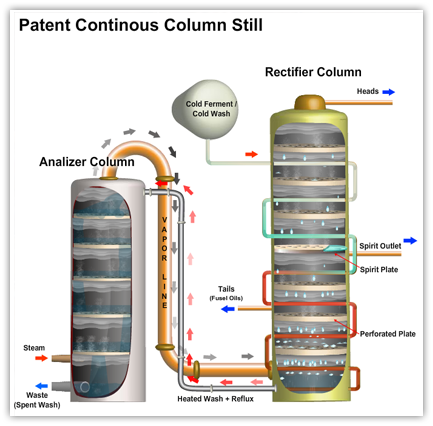 Patent Continous Column Still
Rectifier Column
Heads
Cold Ferment /
Cold Wash
Analizer Column
VAPOR LINE
Spirit Outlet
Spirit Plate
Tails
(Fusel Oils)
Perforated Plate
Steam
Waste
(Spent Wash)
Heated Wash + Reflux